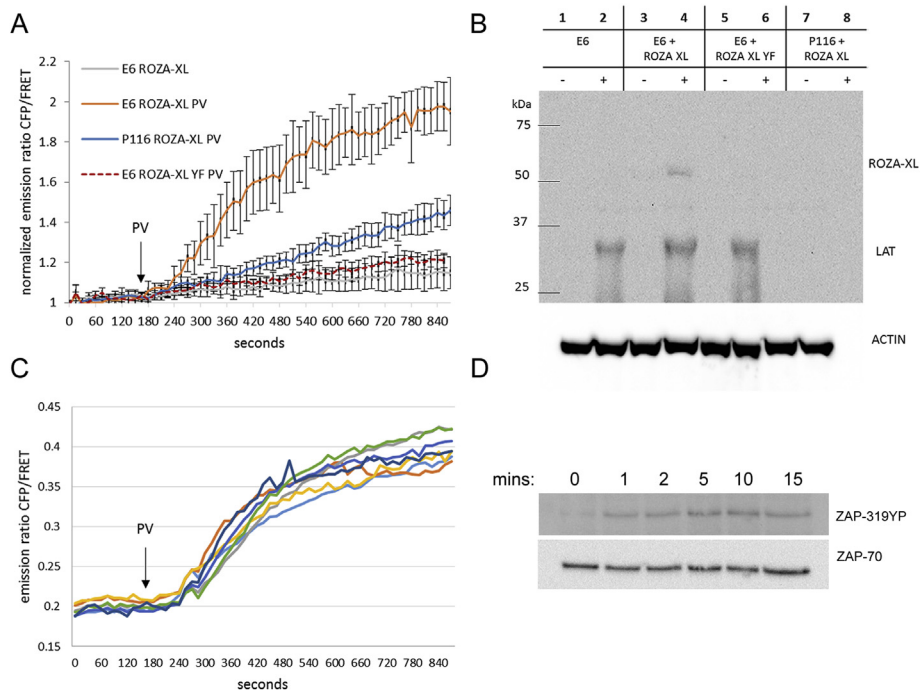 A
normalized emission ratio CFP/FRET
2.2
2
1.8
1.6
1.4
1.2
1
E6 ROZA-XL
E6 ROZA-XL PV
P116 ROZA-XL PV
E6 ROZA-XL YF PV
PV
0 60 120 180 240 300 360 420 480 540 600 660 720 780 840
seconds
B
1 2 3 4 5 6 7 8
E6 E6 + ROZA XL E6 + ROZA XL YF P116 + ROZA XL
- + - + - + - +
kDa
75
50
37
25
ROZA-XL
LAT
ACTIN
C
emission ratio CFP/FRET
0.45
0.4
0.35
0.3
0.25
0.2
0.15
PV
0 60 120 180 240 300 360 420 480 540 600 660 720 780 840
seconds
D
mins: 0 1 2 5 10 15
ZAP-319YP
ZAP-70